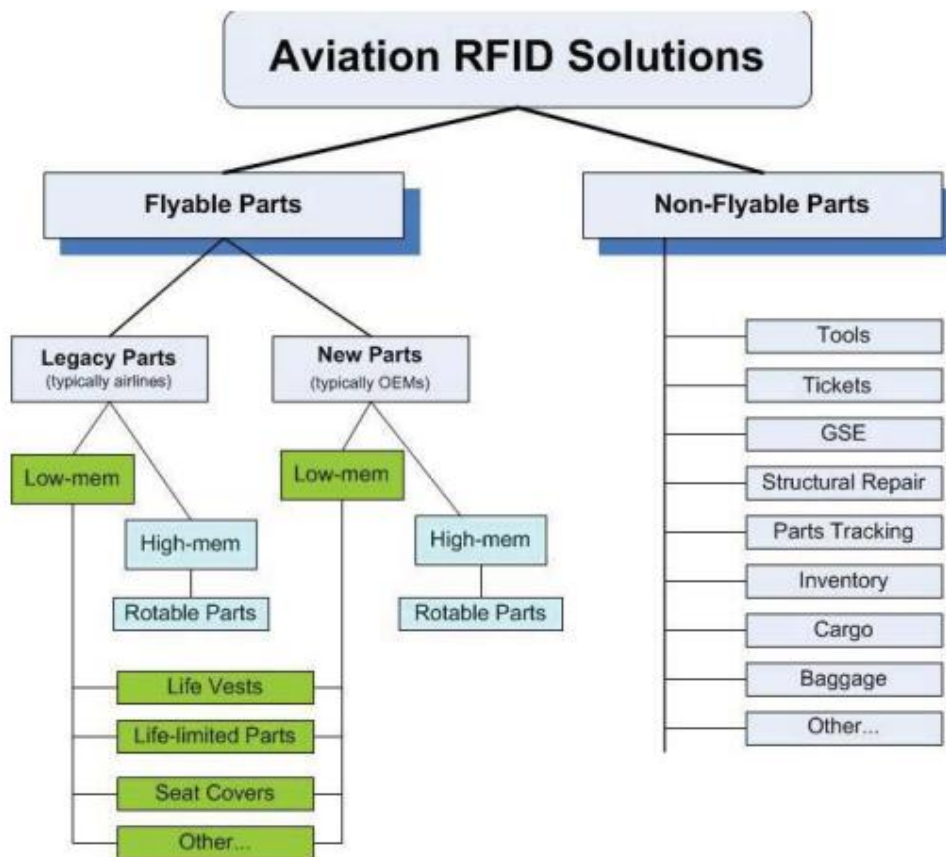 Aviation RFID Solutions
Flyable Parts
Non-Flyable Parts
Legacy Parts
(typically airlines)
New Parts
(typically OEMs)
Low-mem
High-mem
Rotable Parts
Low-mem
High-mem
Rotable Parts
Life Vests
Life-limited Parts
Seat Covers
Other...
Tools
Tickets
GSE
Structural Repair
Parts Tracking
Inventory
Cargo
Baggage
Other...